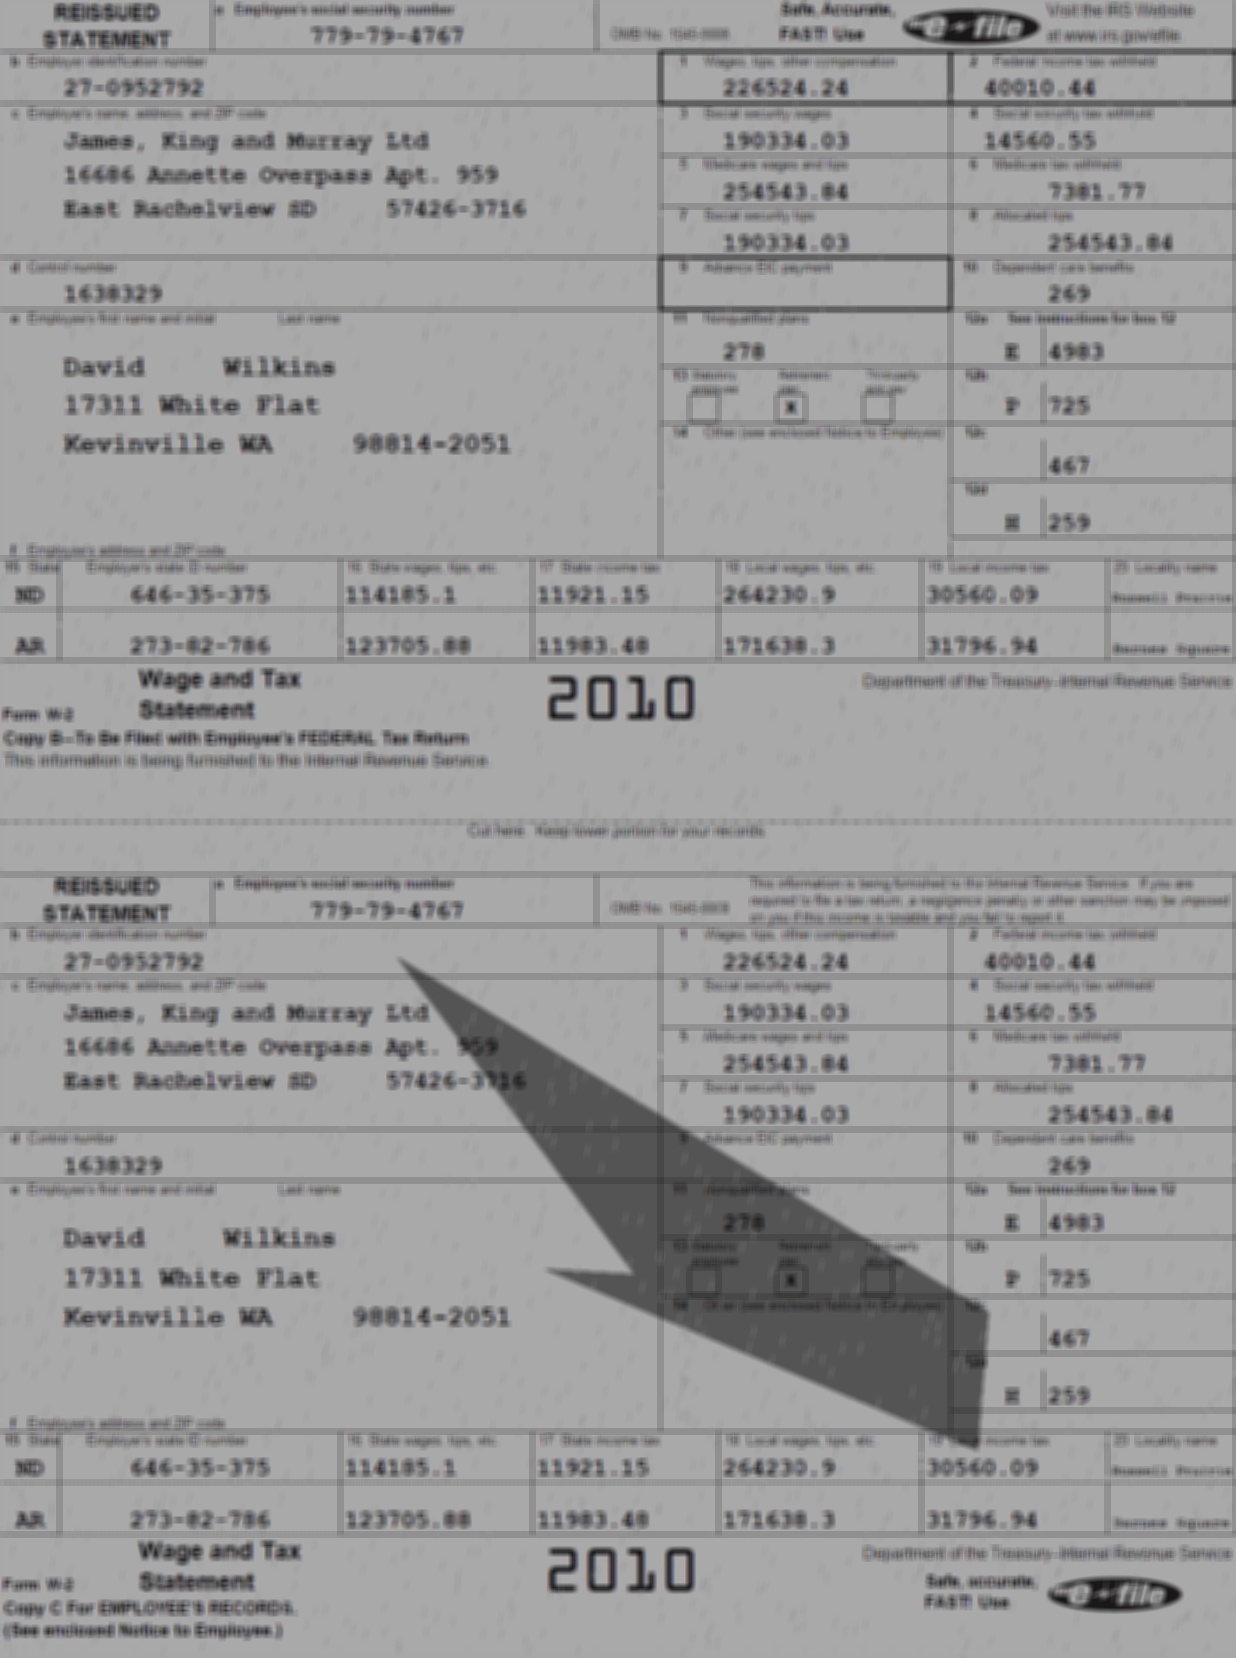 REISSUED STATEMENT
a Employee's social security number
779-79-4767
OMB No. 1545-0008
Safe, Accurate, FAST! Use
e-file
Visit the IRS Website at www.irs.gov/efile.
b Employer identification number
27-0952792
1 Wages, tips, other compensation
226524.24
2 Federal income tax withheld
40010.44
c Employer's name, address, and ZIP code
James, King and Murray Ltd
16686 Annette Overpass Apt. 959
East Rachelview SD 57426-3716
3 Social security wages
190334.03
4 Social security tax withheld
14560.55
5 Medicare wages and tips
254543.84
6 Medicare tax withheld
7381.77
7 Social security tips
190334.03
8 Allocated tips
254543.84
d Control number
1638329
9 Advance EIC payment
10 Dependent care benefits
269
e Employee's first name and initial Last name
David Wilkins
17311 White Flat
Kevinville WA 98814-2051
11 Nonqualified plans
278
12a See instructions for box 12
E 4983
13 Statutory employee Retirement plan Third-party sick pay
X
12b
P 725
14 Other (see enclosed Notice to Employee)
12c
467
12d
H 259
f Employee's address and ZIP code
15 State Employer's state ID number 16 State wages, tips, etc. 17 State income tax 18 Local wages, tips, etc. 19 Local income tax 20 Locality name
ND 646-35-375 114185.1 11921.15 264230.9 30560.09 Prairie
AR 273-82-786 123705.88 11983.48 171638.3 31796.94 Square
Form W-2
Wage and Tax Statement
2010
Department of the Treasury-Internal Revenue Service
Copy B-To Be Filed with Employee's FEDERAL Tax Return
This information is being furnished to the Internal Revenue Service.
Cut here. Keep lower portion for your records.
REISSUED STATEMENT
a Employee's social security number
779-79-4767
OMB No. 1545-0008
This information is being furnished to the Internal Revenue Service. If you are
required to file a tax return, a negligence penalty or other sanction may be imposed
on you if this income is taxable and you fail to report it.
b Employer identification number
27-0952792
1 Wages, tips, other compensation
226524.24
2 Federal income tax withheld
40010.44
c Employer's name, address, and ZIP code
James, King and Murray Ltd
16686 Annette Overpass Apt. 959
East Rachelview SD 57426-3716
3 Social security wages
190334.03
4 Social security tax withheld
14560.55
5 Medicare wages and tips
254543.84
6 Medicare tax withheld
7381.77
7 Social security tips
190334.03
8 Allocated tips
254543.84
d Control number
1638329
9 Advance EIC payment
10 Dependent care benefits
269
e Employee's first name and initial Last name
David Wilkins
17311 White Flat
Kevinville WA 98814-2051
11 Nonqualified plans
278
12a See instructions for box 12
E 4983
13 Statutory employee Retirement plan Third-party sick pay
X
12b
P 725
14 Other (see enclosed Notice to Employee)
12c
467
12d
H 259
f Employee's address and ZIP code
15 State Employer's state ID number 16 State wages, tips, etc. 17 State income tax 18 Local wages, tips, etc. 19 Local income tax 20 Locality name
ND 646-35-375 114185.1 11921.15 264230.9 30560.09 Prairie
AR 273-82-786 123705.88 11983.48 171638.3 31796.94 Square
Form W-2
Wage and Tax Statement
2010
Department of the Treasury-Internal Revenue Service
Copy C For EMPLOYEE'S RECORDS.
(See enclosed Notice to Employee.)
Safe, accurate, FAST! Use
e-file